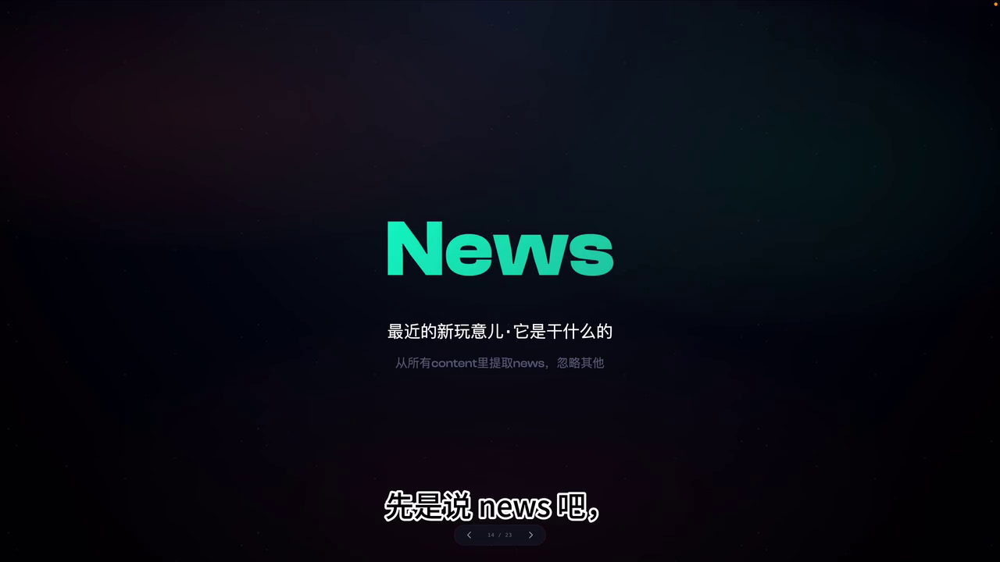 News
最近的新玩意儿·它是干什么的
从所有content里提取news，忽略其他
先是说 news 吧，
14 / 23